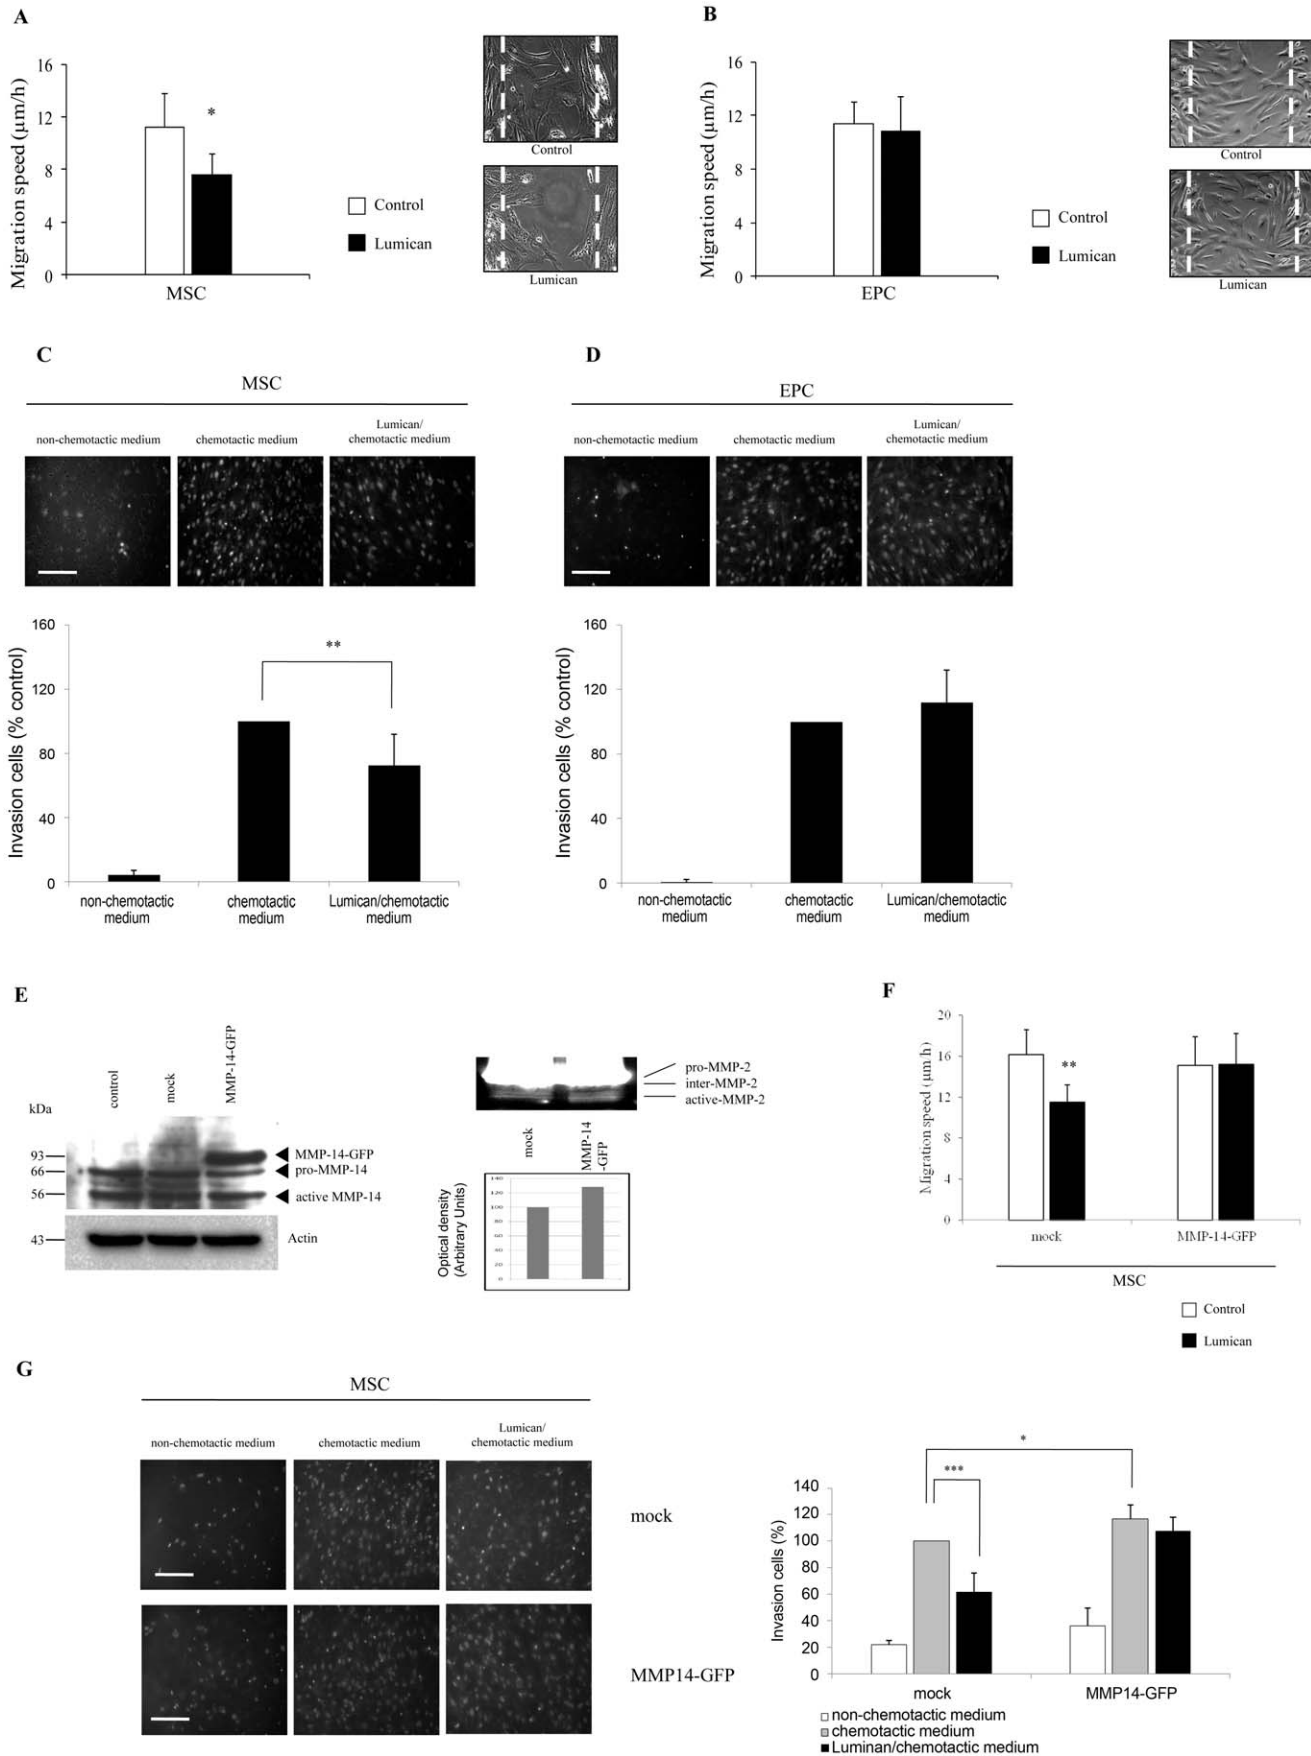 A
Migration speed (µm/h)
16
12
8
4
0
*
MSC
Control
Lumican
Control
Lumican
B
Migration speed (µm/h)
16
12
8
4
0
EPC
Control
Lumican
Control
Lumican
C
MSC
non-chemotactic medium
chemotactic medium
Lumican/
chemotactic medium
Invasion cells (% control)
160
120
80
40
0
**
non-chemotactic
medium
chemotactic
medium
Lumican/chemotactic
medium
D
EPC
non-chemotactic medium
chemotactic medium
Lumican/
chemotactic medium
Invasion cells (% control)
160
120
80
40
0
non-chemotactic
medium
chemotactic
medium
Lumican/chemotactic
medium
E
control
mock
MMP-14-GFP
kDa
93
66
56
43
MMP-14-GFP
pro-MMP-14
active MMP-14
Actin
pro-MMP-2
inter-MMP-2
active-MMP-2
mock
MMP-14
-GFP
Optical density
(Arbitrary Units)
140
120
100
80
60
40
20
0
F
Migration speed (µm/h)
20
16
12
8
4
0
**
mock
MMP-14-GFP
MSC
Control
Lumican
G
MSC
non-chemotactic medium
chemotactic medium
Lumican/
chemotactic medium
mock
MMP14-GFP
Invasion cells (%)
140
120
100
80
60
40
20
0
*
***
mock
MMP14-GFP
non-chemotactic medium
chemotactic medium
Luminan/chemotactic medium